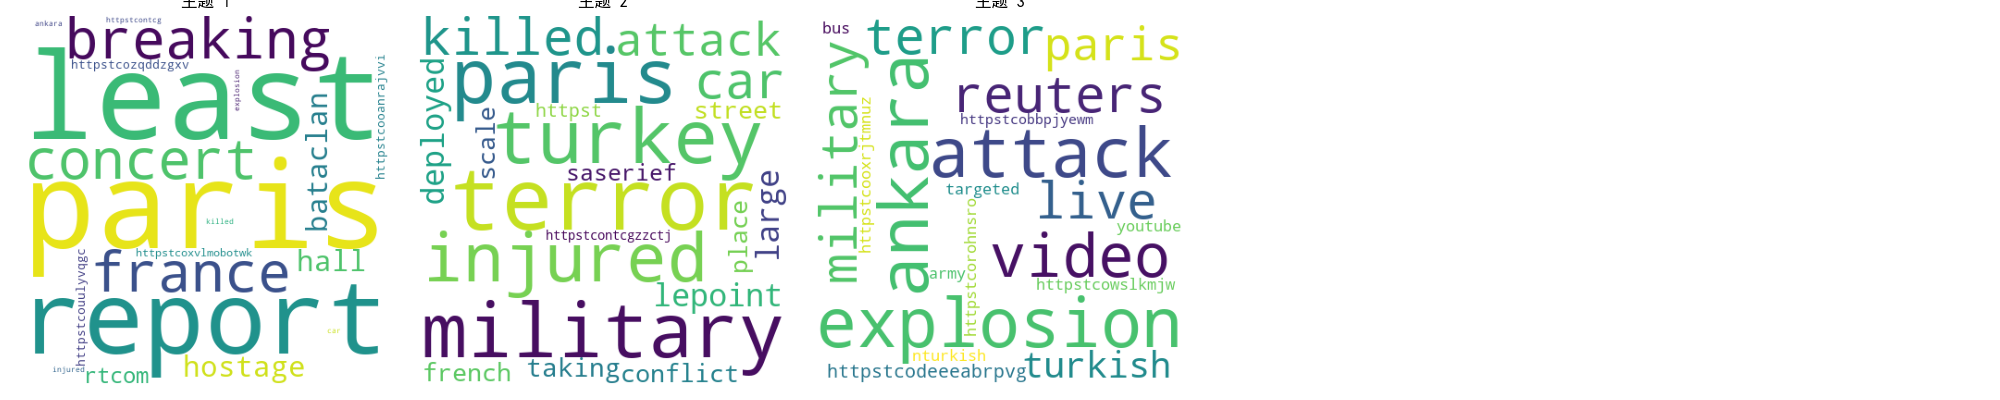 主题 1
ankara
httpstcontcg
breaking
least
httpstcozqddzgxv
explosion
httpstcooanrajvvi
concert
bataclan
paris
killed
httpstcoxvlmobotwk
france
hall
httpstcouulyvqgc
report
car
hostage
injured
rtcom
主题 2
killed.
attack
paris
car
deployed
httpst
street
scale
turkey
saserief
terror
large
place
httpstcontcgzzctj
injured
lepoint
military
french
taking
conflict
主题 3
bus
terror
paris
military
ankara
reuters
httpstcooxrjtmnuz
httpstcobbpjyewm
attack
targeted
live
httpstcorohnsro
youtube
video
army
httpstcowslkmjw
explosion
nturkish
turkish
httpstcodeeeabrpvg